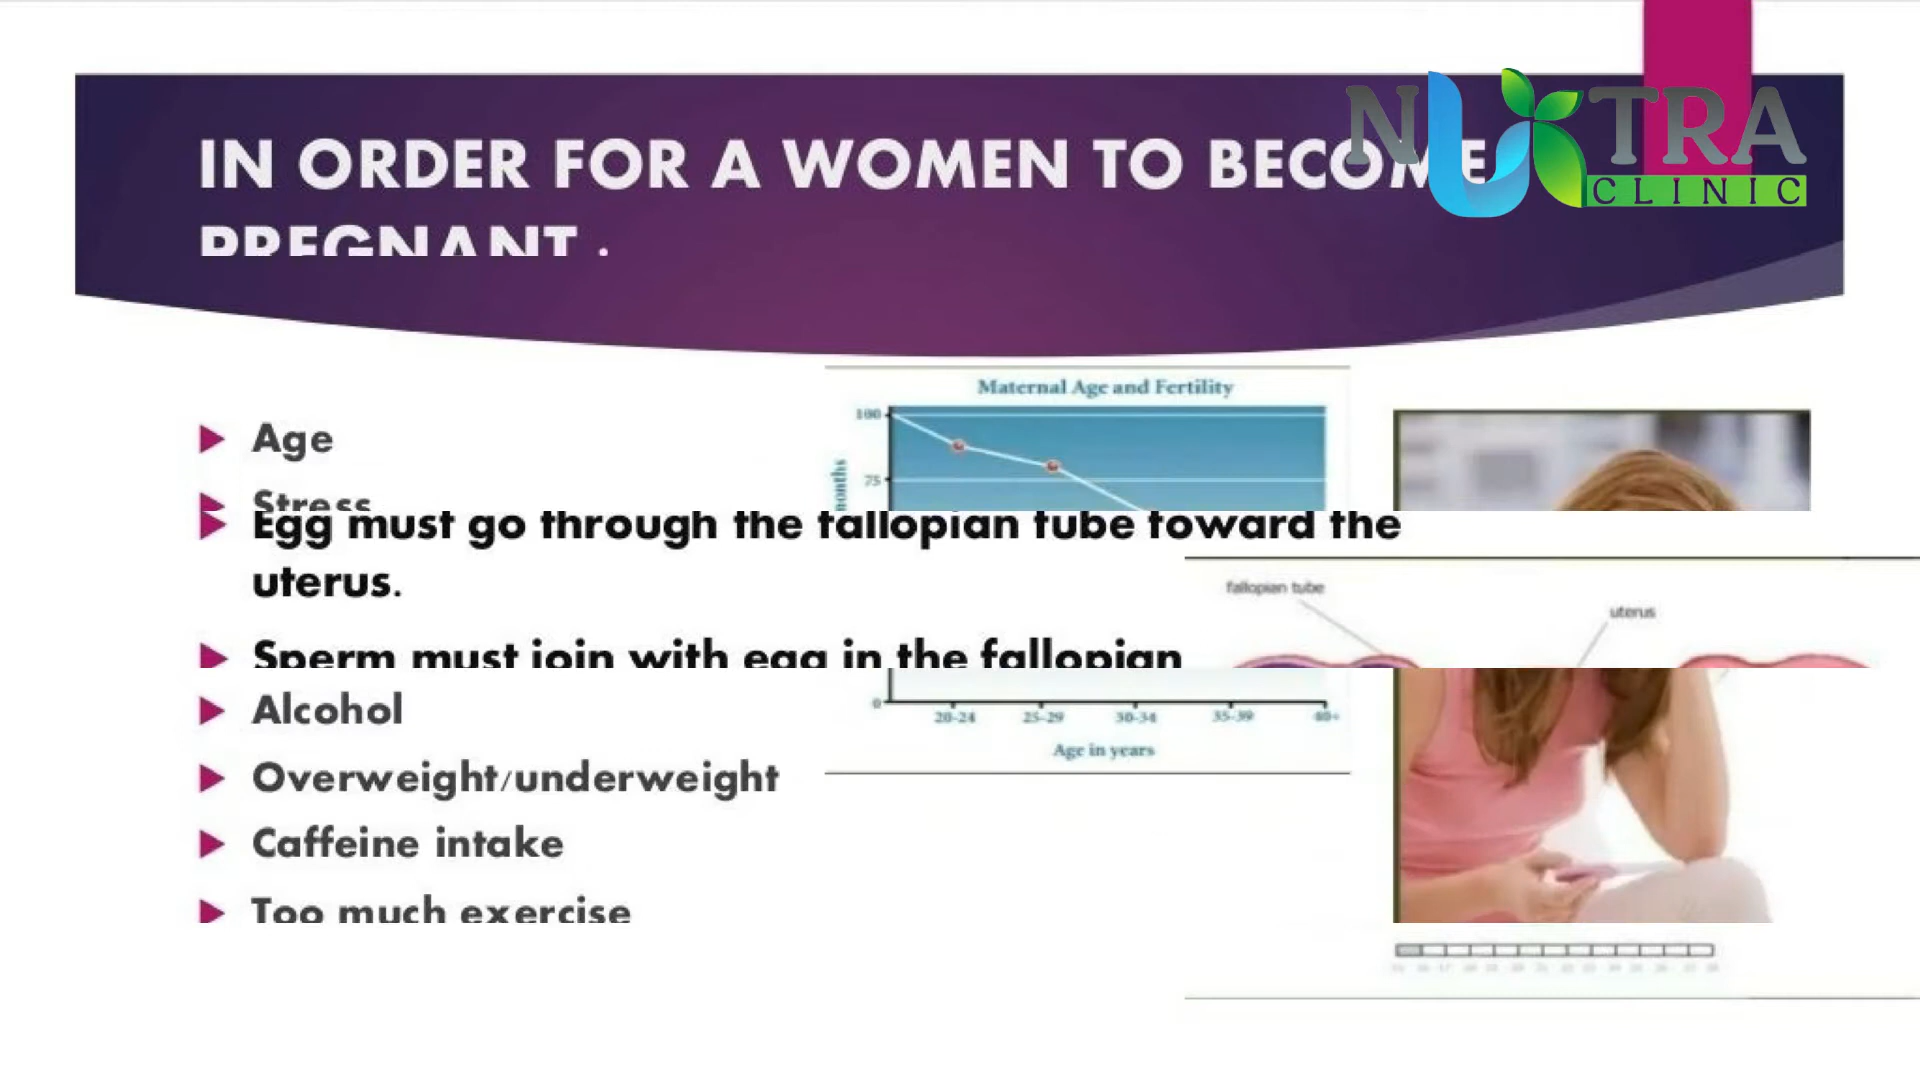 IN ORDER FOR A WOMEN TO BECOME
PREGNANT :
NUTRA
CLINIC
Age
Stress
Egg must go through the fallopian tube toward the
uterus.
Sperm must join with egg in the fallopian
Alcohol
Overweight/underweight
Caffeine intake
Too much exercise
Maternal Age and Fertility
100
75
months
0
20-24 25-29 30-34 35-39 40+
Age in years
fallopian tube
uterus